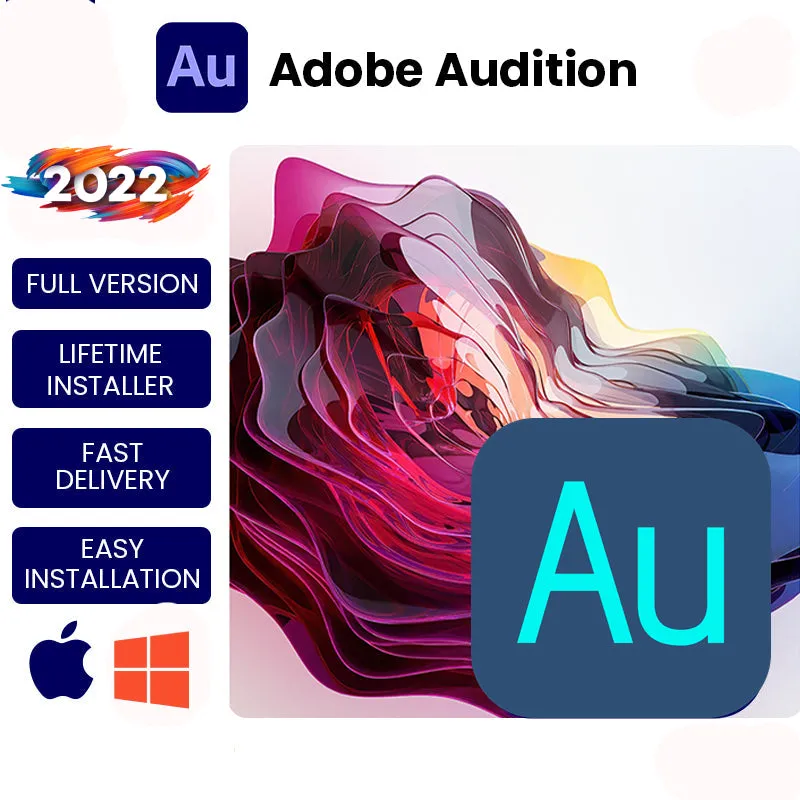 Au
Adobe Audition
2022
FULL VERSION
LIFETIME
INSTALLER
FAST
DELIVERY
EASY
INSTALLATION
Au